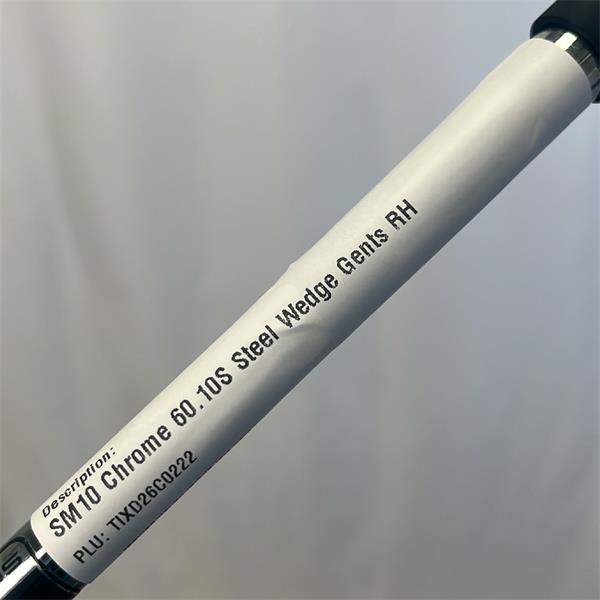 Description:
SM10 Chrome 60.10S Steel Wedge Gents RH
PLU: TIXD26C0222